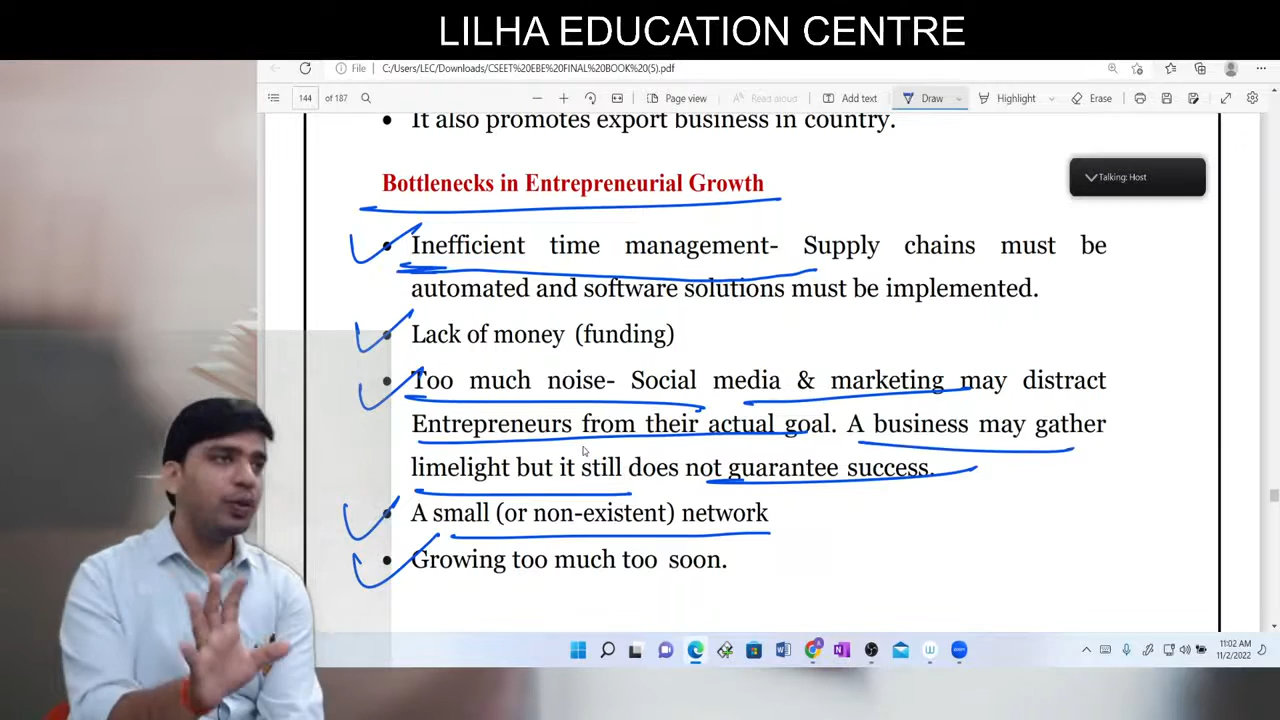 LILHA EDUCATION CENTRE
File C:/Users/LEC/Downloads/CSEET%20EBE%20FINAL%20BOOK%20(5).pdf
144 of 187 Page view Read aloud Add text Draw Highlight Erase
• It also promotes export business in country.
Talking: Host
Bottlenecks in Entrepreneurial Growth
• Inefficient time management- Supply chains must be
automated and software solutions must be implemented.
• Lack of money (funding)
• Too much noise- Social media & marketing may distract
Entrepreneurs from their actual goal. A business may gather
limelight but it still does not guarantee success.
• A small (or non-existent) network
• Growing too much too soon.
11:02 AM
11/2/2022